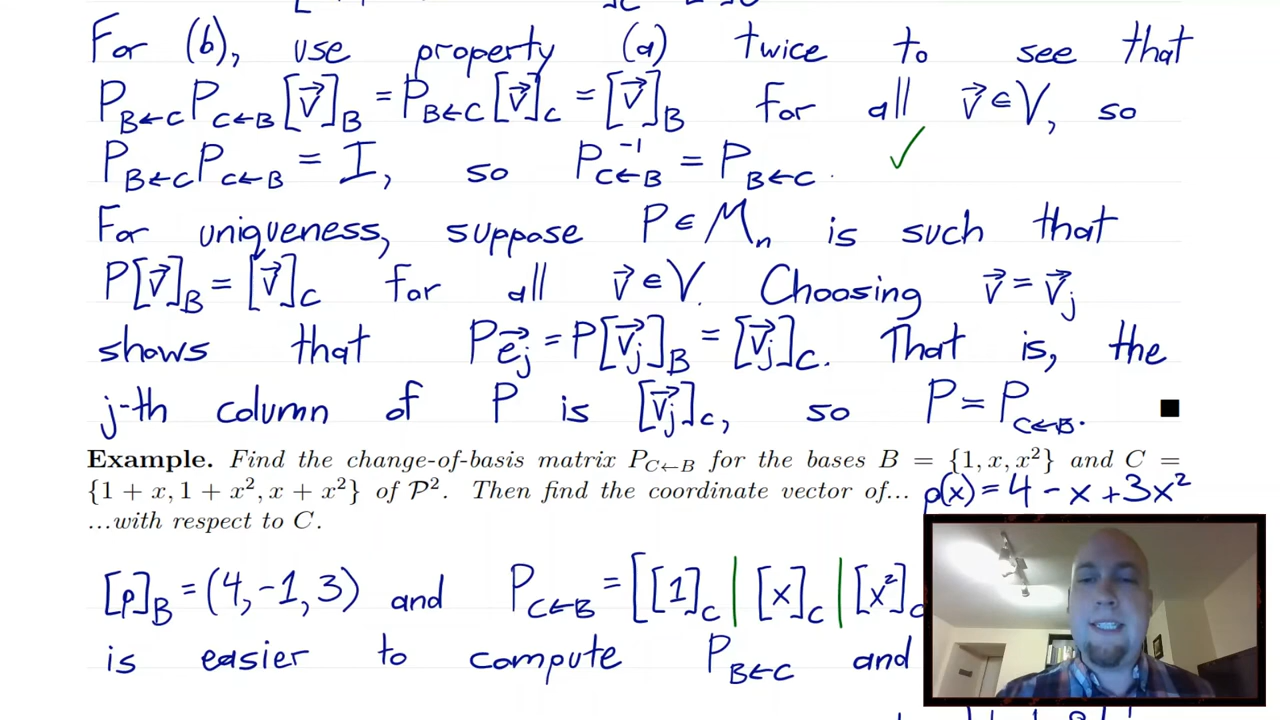 For (b), use property (a) twice to see that
P_{B←C} P_{C←B} [v⃗]_B = P_{B←C} [v⃗]_C = [v⃗]_B for all v⃗ ∈ V, so
P_{B←C} P_{C←B} = I, so P_{C←B}^{-1} = P_{B←C}. ✓
For uniqueness, suppose P ∈ M_n is such that
P[v⃗]_B = [v⃗]_C for all v⃗ ∈ V. Choosing v⃗ = v⃗_j
shows that P e⃗_j = P[v⃗_j]_B = [v⃗_j]_C. That is, the
j-th column of P is [v⃗_j]_C, so P = P_{C←B}. ■
Example. Find the change-of-basis matrix P_{C←B} for the bases B = {1, x, x²} and C =
{1 + x, 1 + x², x + x²} of P². Then find the coordinate vector of... p(x) = 4 - x + 3x²
...with respect to C.
[p]_B = (4, -1, 3) and P_{C←B} = [[1]_C | [x]_C | [x²]_C
is easier to compute P_{B←C} and